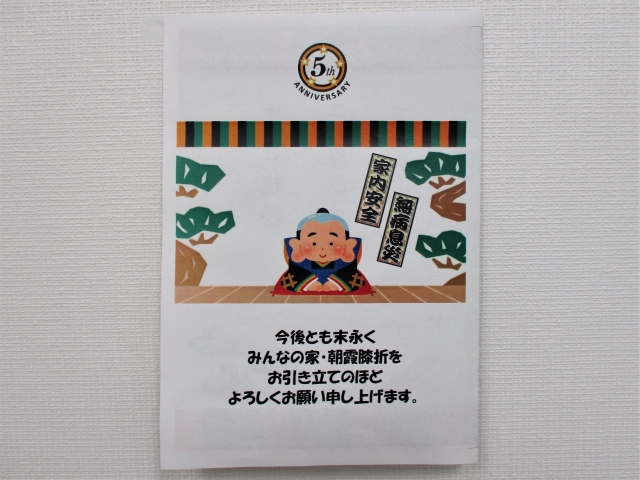 5th
ANNIVERSARY
家内安全
無病息災
今後とも末永く
みんなの家・朝霞膝折を
お引き立てのほど
よろしくお願い申し上げます。